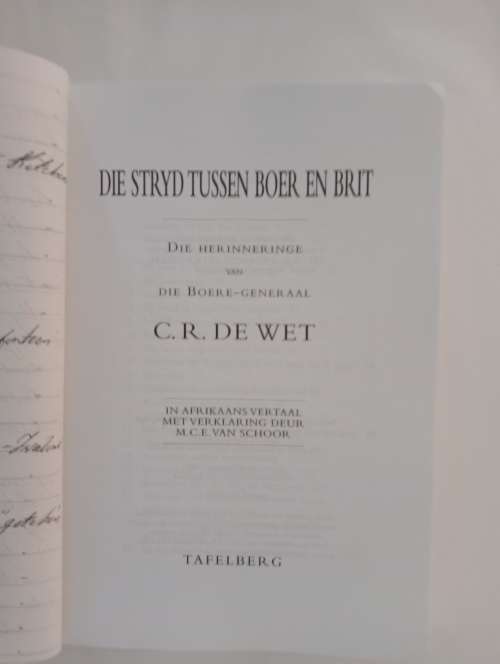 DIE STRYD TUSSEN BOER EN BRIT
DIE HERINNERINGE
VAN
DIE BOERE-GENERAAL
C.R. DE WET
IN AFRIKAANS VERTAAL
MET VERKLARING DEUR
M.C.E. VAN SCHOOR
TAFELBERG